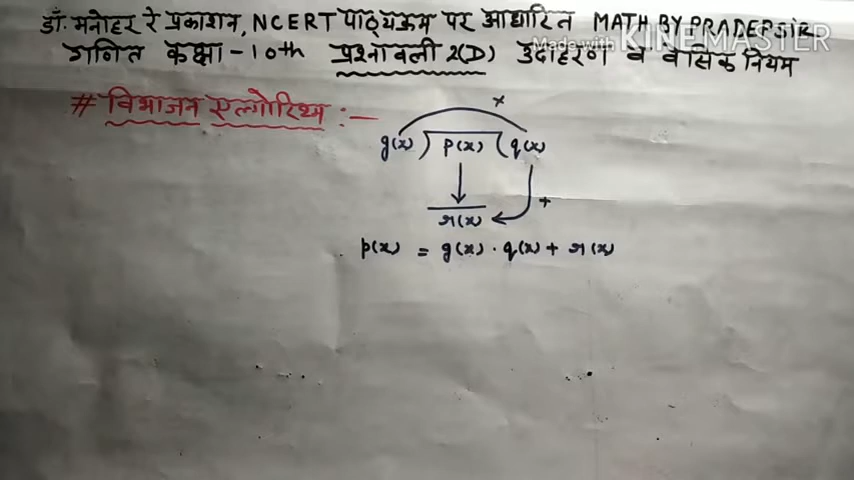 डॉ. मनोहर रे प्रकाशन, NCERT पाठ्यक्रम पर आधारित MATH BY PRADEEP SIR
Made with KINEMASTER
गणित कक्षा - 10th प्रश्नावली 2(D) उदाहरण व बेसिक नियम
# विभाजन एल्गोरिथ्म :-
×
g(x) ) p(x) ( q(x)
+
r(x)
p(x) = g(x) · q(x) + r(x)